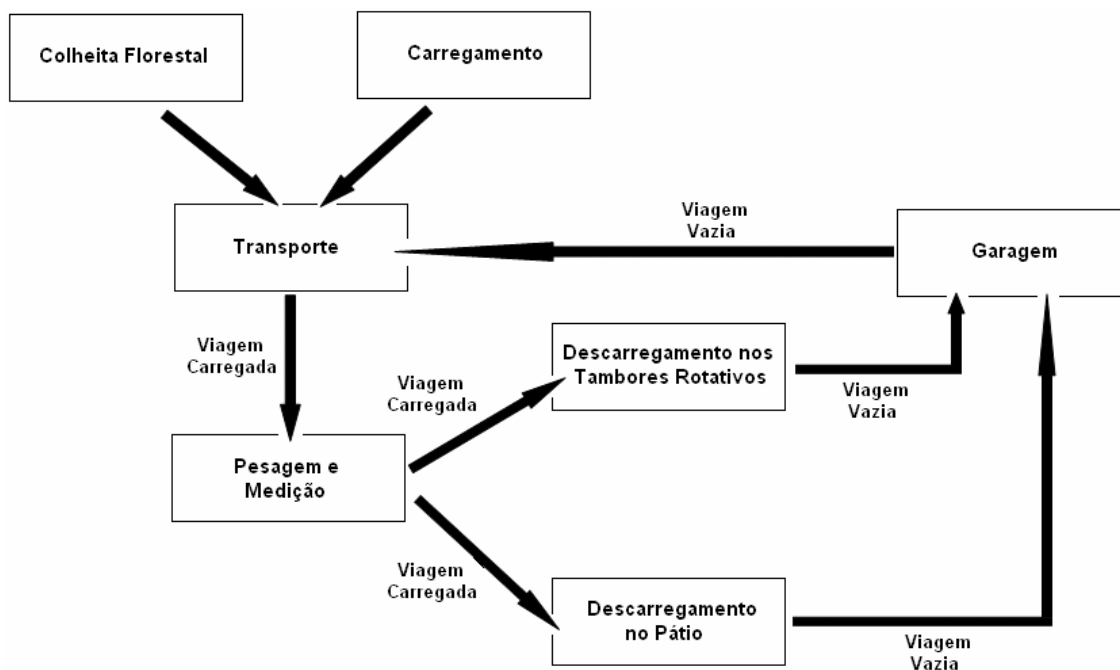 Colheita Florestal
Carregamento
Viagem
Vazia
Transporte
Garagem
Viagem
Carregada
Descarregamento nos
Tambores Rotativos
Viagem
Carregada
Viagem
Vazia
Pesagem e
Medição
Viagem
Carregada
Descarregamento
no Pátio
Viagem
Vazia